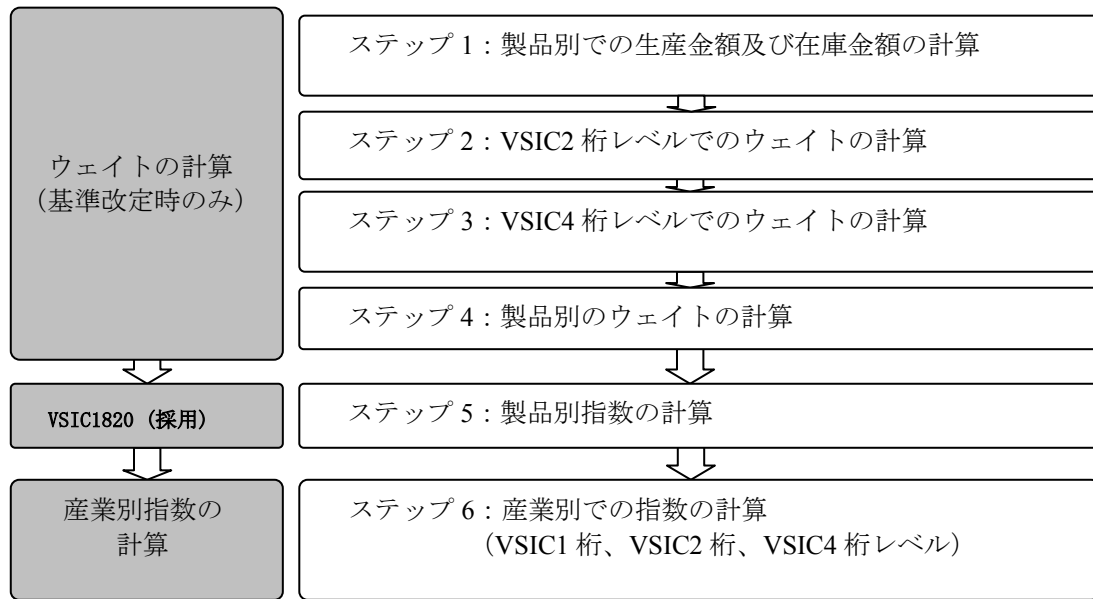 ウェイトの計算
（基準改定時のみ）
ステップ 1：製品別での生産金額及び在庫金額の計算
ステップ 2：VSIC2 桁レベルでのウェイトの計算
ステップ 3：VSIC4 桁レベルでのウェイトの計算
ステップ 4：製品別のウェイトの計算
VSIC1820（採用）
ステップ 5：製品別指数の計算
産業別指数の
計算
ステップ 6：産業別での指数の計算
（VSIC1 桁、VSIC2 桁、VSIC4 桁レベル）